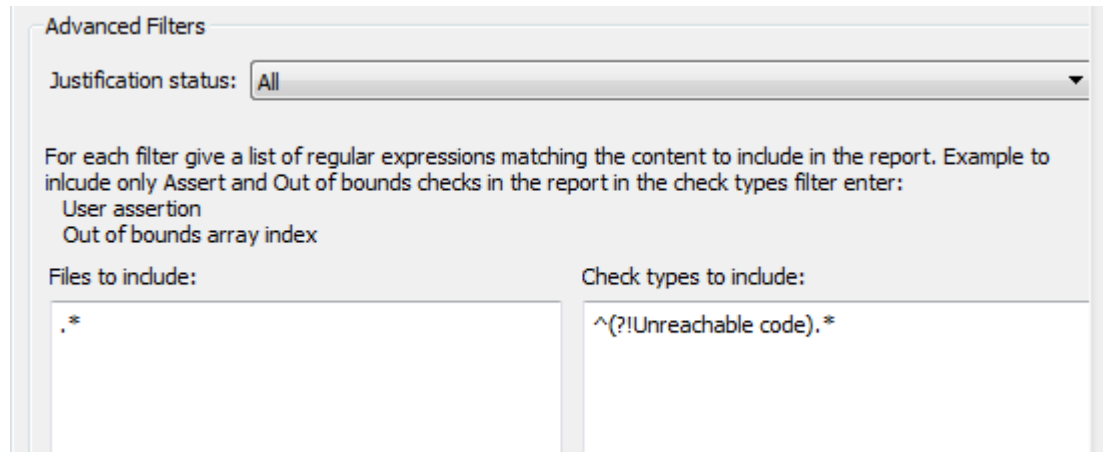 Advanced Filters
Justification status: All
For each filter give a list of regular expressions matching the content to include in the report. Example to
inlcude only Assert and Out of bounds checks in the report in the check types filter enter:
User assertion
Out of bounds array index
Files to include: Check types to include:
.* ^(?!Unreachable code).*